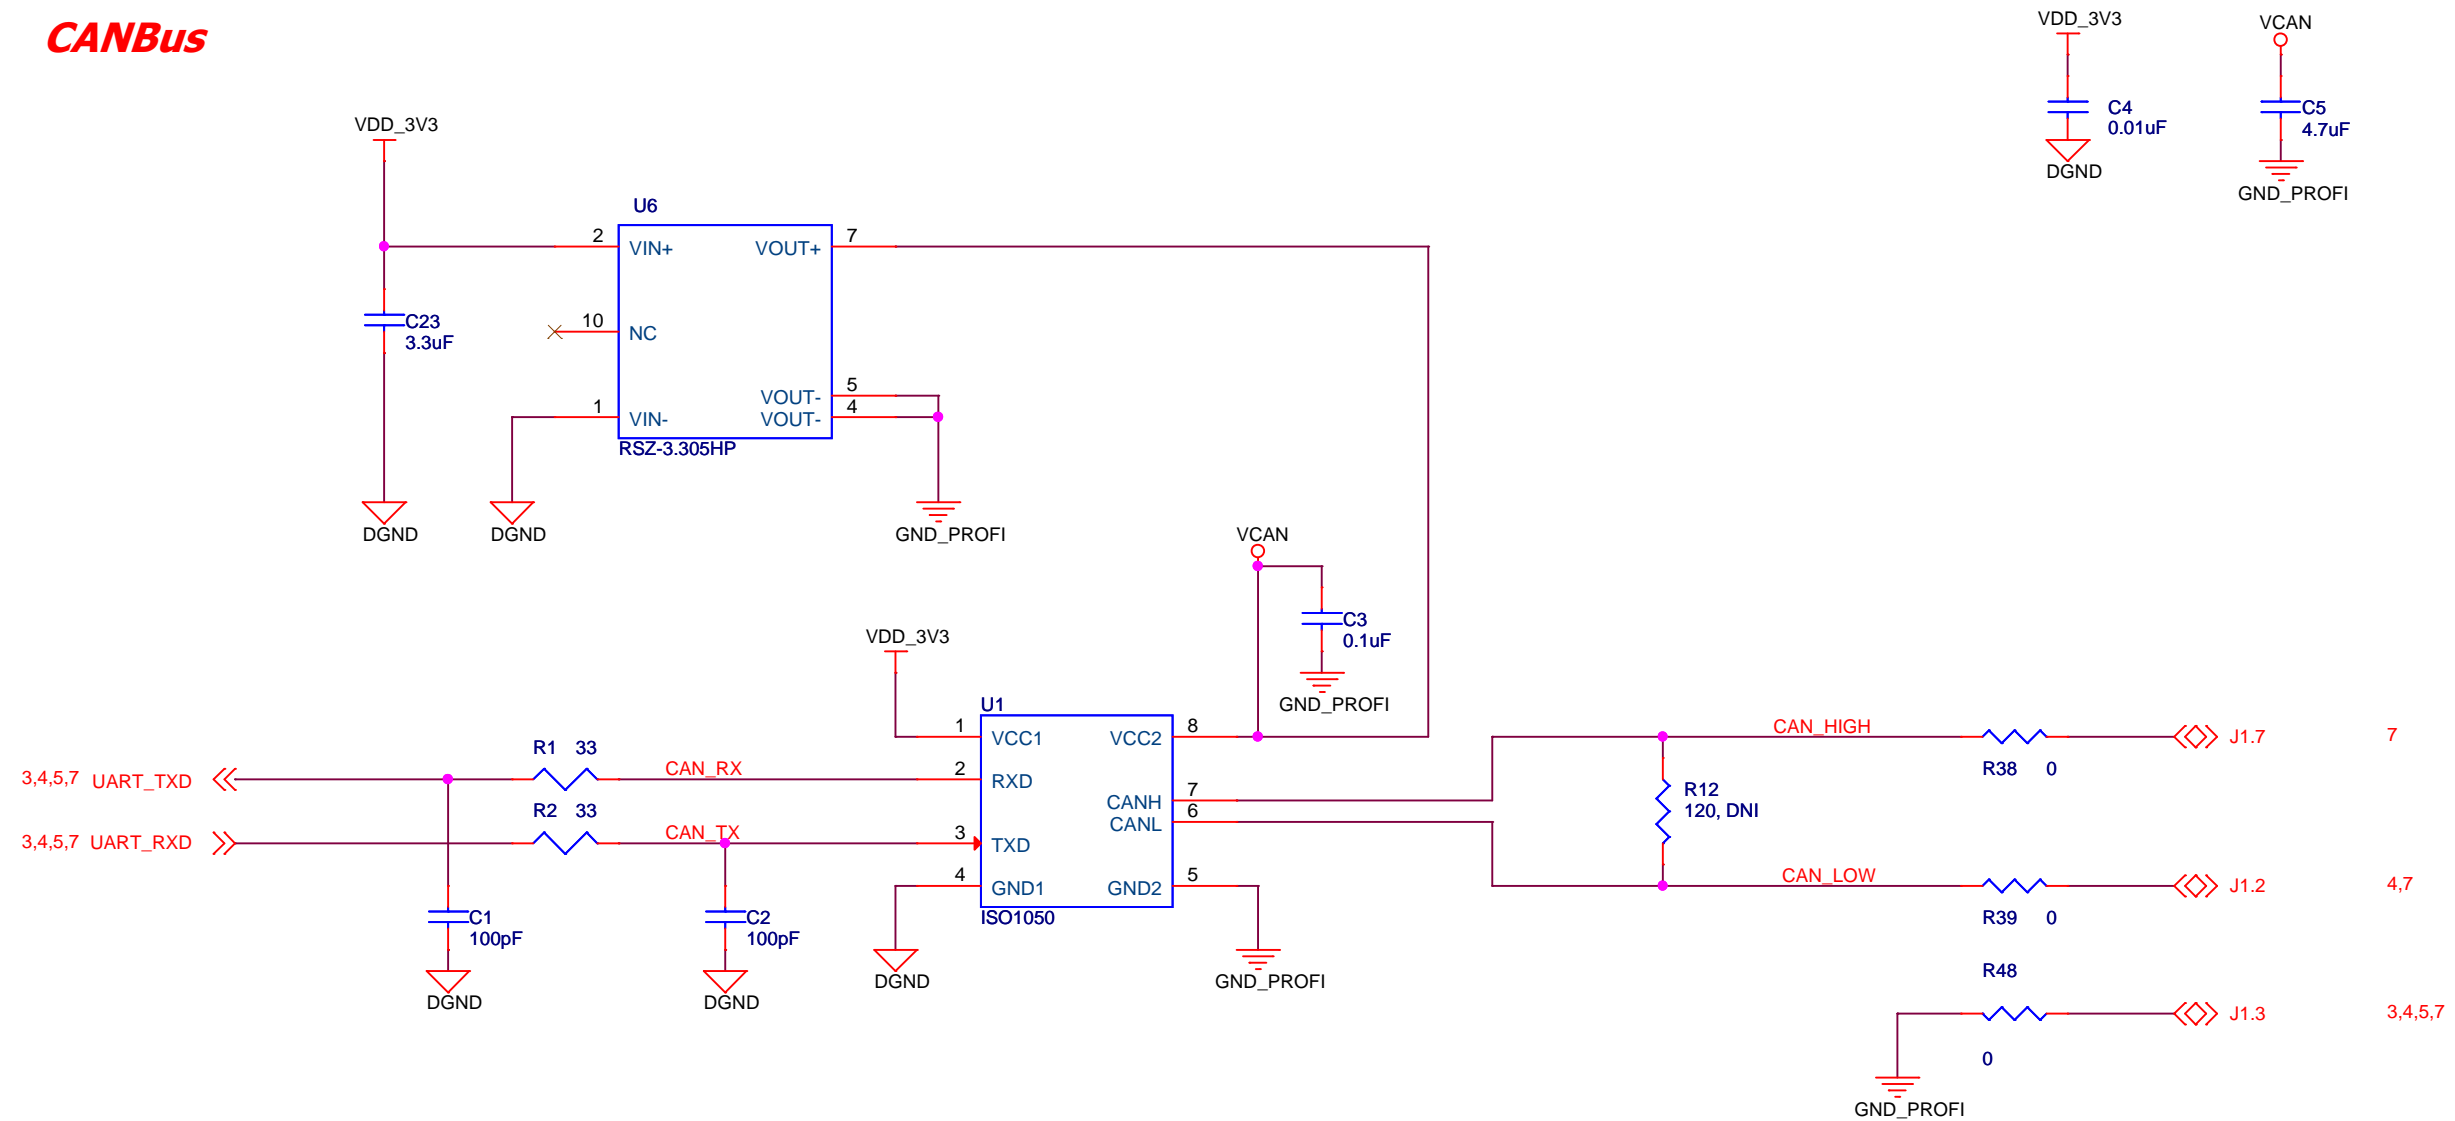 CANBus
VDD_3V3
VCAN
C4
0.01uF
C5
4.7uF
DGND
GND_PROFI
VDD_3V3
U6
2
VIN+
VOUT+
7
C23
3.3uF
10
NC
5
VOUT-
1
VIN-
VOUT-
4
RSZ-3.305HP
DGND
DGND
GND_PROFI
VCAN
C3
0.1uF
GND_PROFI
VDD_3V3
U1
1
VCC1
VCC2
8
CAN_HIGH
R38 0
J1.7
7
R1 33
3,4,5,7 UART_TXD
CAN_RX
2
RXD
7
CANH
R12
120, DNI
R2 33
6
CANL
3,4,5,7 UART_RXD
CAN_TX
3
TXD
4
GND1
GND2
5
ISO1050
CAN_LOW
R39 0
J1.2
4,7
C1
100pF
C2
100pF
DGND
DGND
DGND
GND_PROFI
R48
0
J1.3
3,4,5,7
GND_PROFI